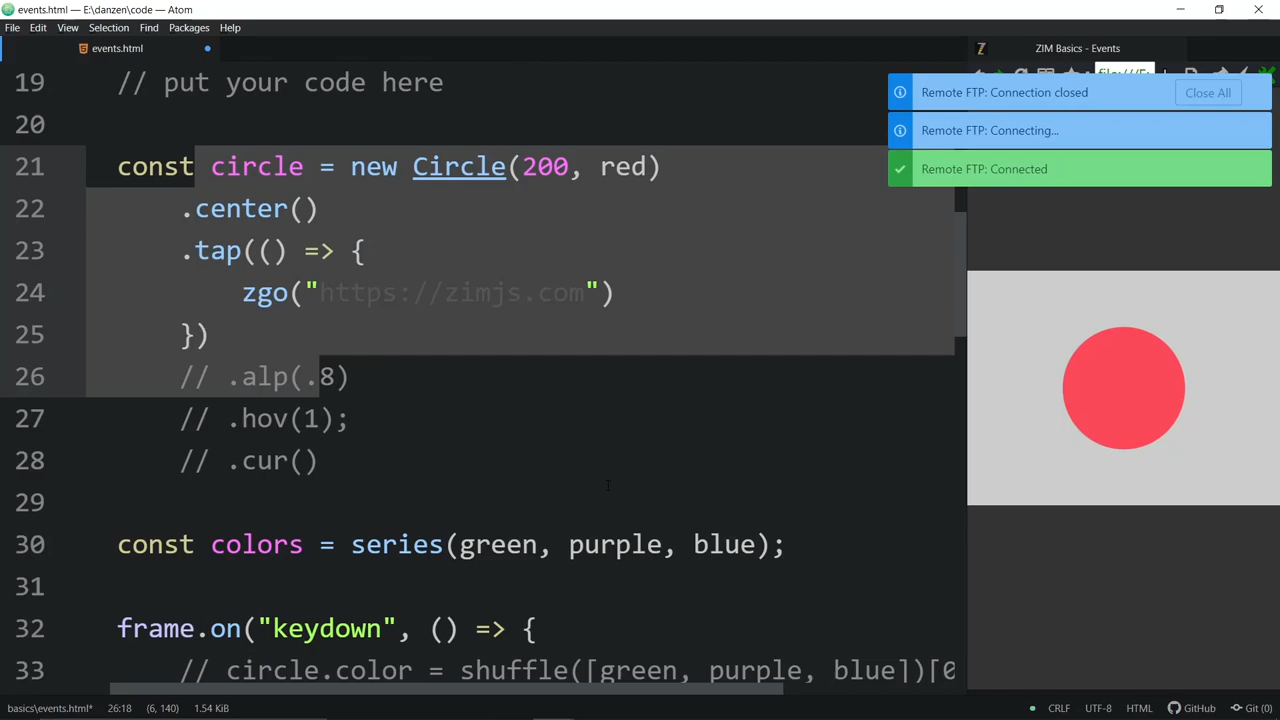 events.html — E:\danzen\code — Atom
File Edit View Selection Find Packages Help
events.html
ZIM Basics - Events
Remote FTP: Connection closed
Close All
Remote FTP: Connecting...
Remote FTP: Connected
19 // put your code here
20
21 const circle = new Circle(200, red)
22 .center()
23 .tap(() => {
24 zgo("https://zimjs.com")
25 })
26 // .alp(.8)
27 // .hov(1);
28 // .cur()
29
30 const colors = series(green, purple, blue);
31
32 frame.on("keydown", () => {
33 // circle.color = shuffle([green, purple, blue])[0
basics\events.html* 26:18 (6, 140) 1.54 KiB CRLF UTF-8 HTML GitHub Git (0)